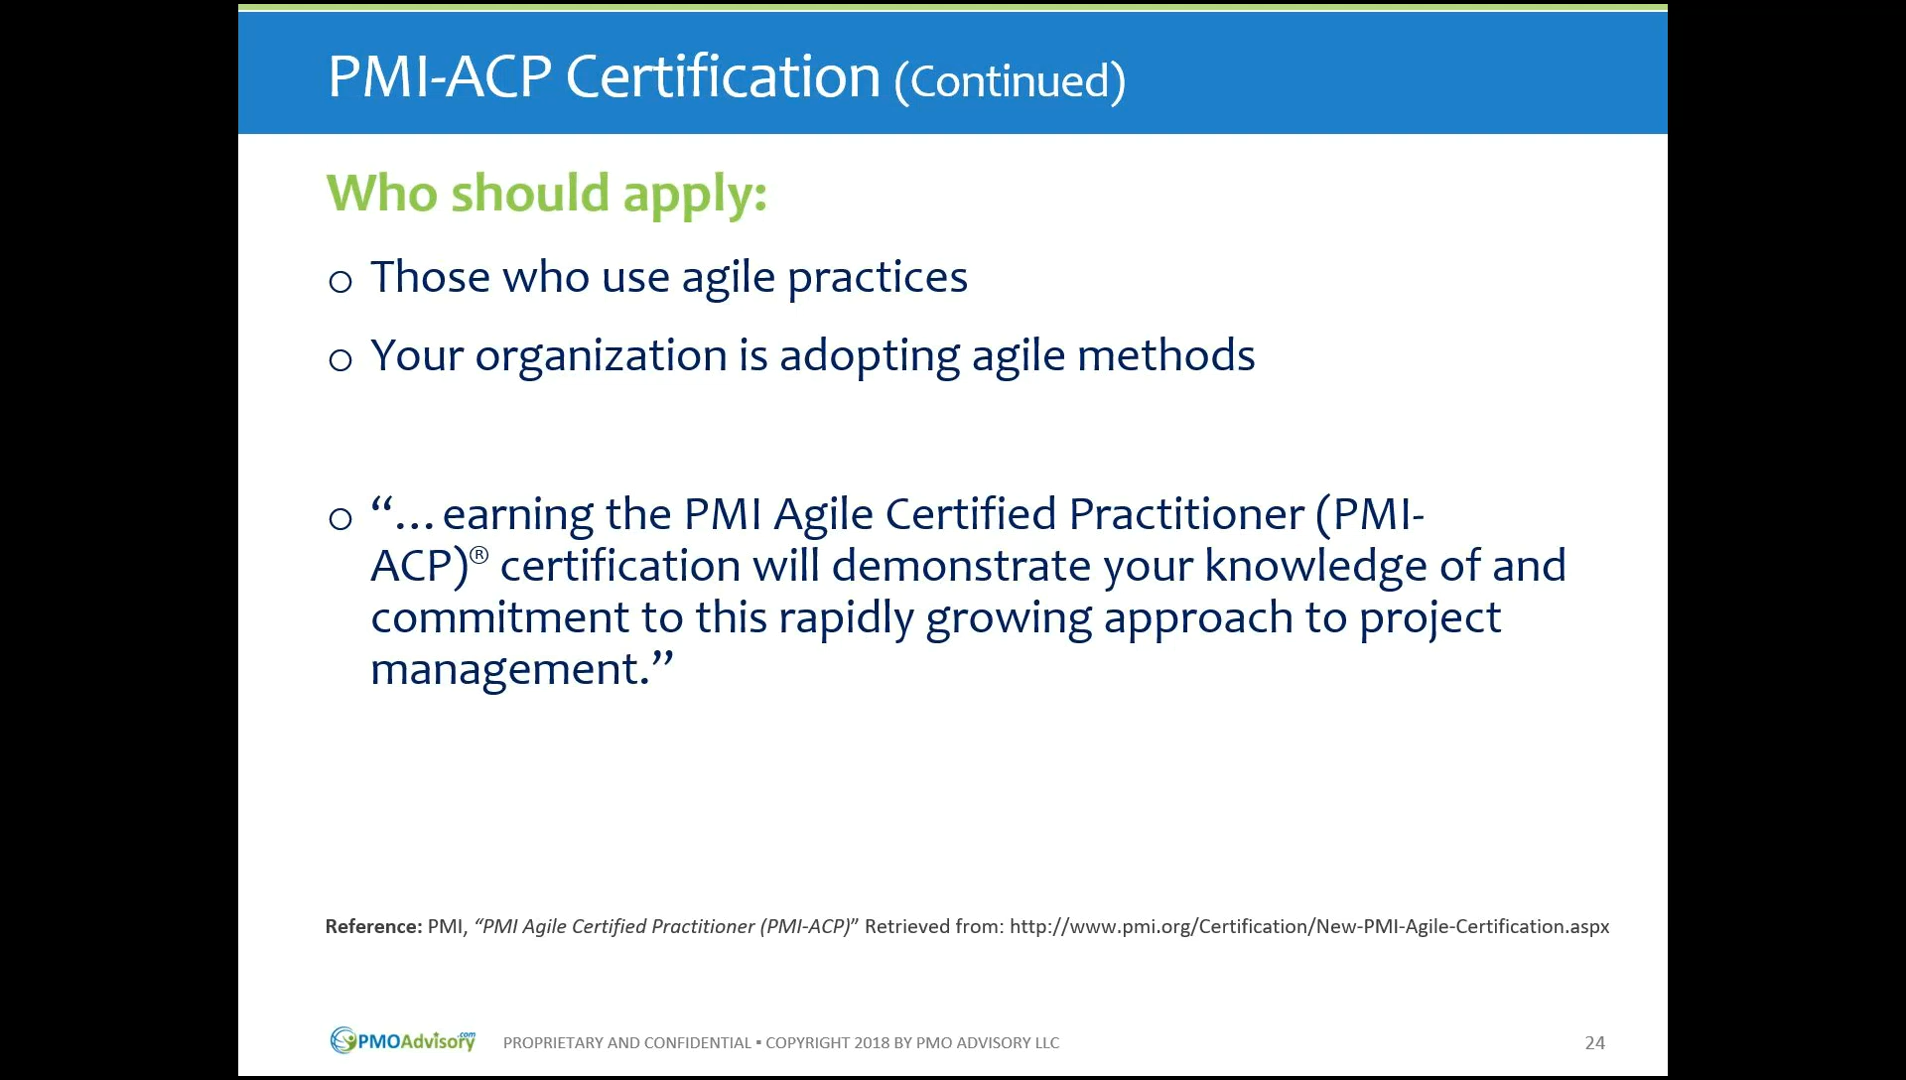 PMI-ACP Certification (Continued)
Who should apply:
o Those who use agile practices
o Your organization is adopting agile methods
o “…earning the PMI Agile Certified Practitioner (PMI-
ACP)® certification will demonstrate your knowledge of and
commitment to this rapidly growing approach to project
management.”
Reference: PMI, “PMI Agile Certified Practitioner (PMI-ACP)” Retrieved from: http://www.pmi.org/Certification/New-PMI-Agile-Certification.aspx
PMOAdvisory.com PROPRIETARY AND CONFIDENTIAL ▪ COPYRIGHT 2018 BY PMO ADVISORY LLC 24